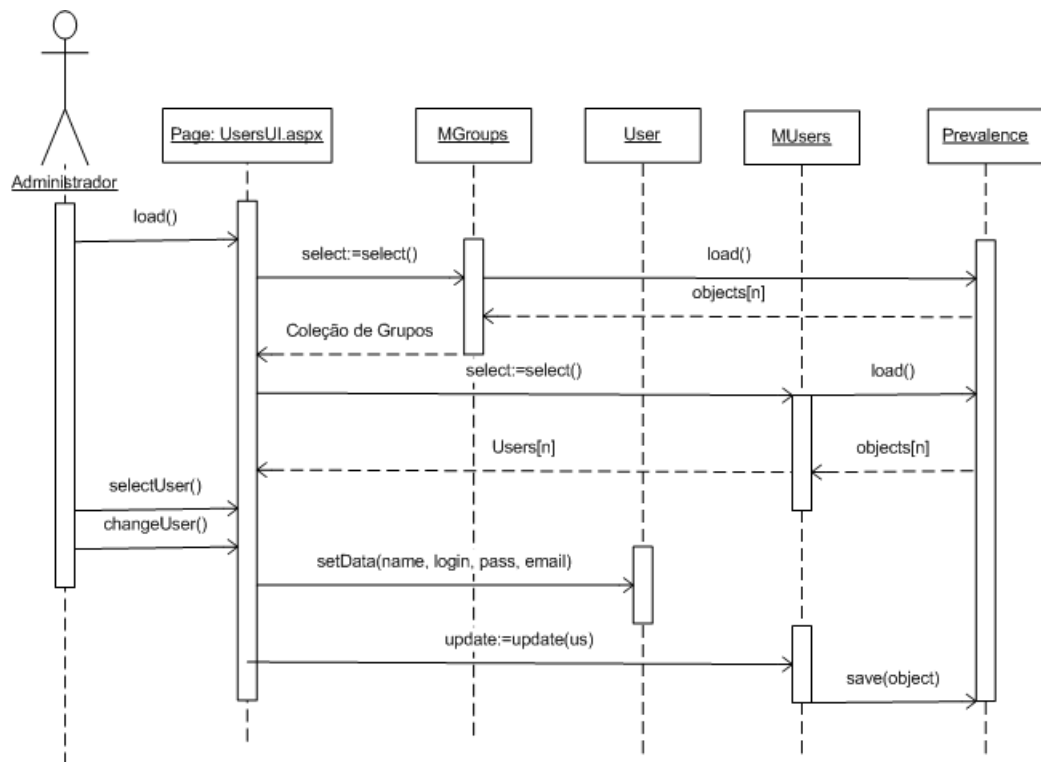 Administrador
Page: UsersUI.aspx
MGroups
User
MUsers
Prevalence
load()
select:=select()
load()
objects[n]
Coleção de Grupos
select:=select()
load()
Users[n]
objects[n]
selectUser()
changeUser()
setData(name, login, pass, email)
update:=update(us)
save(object)